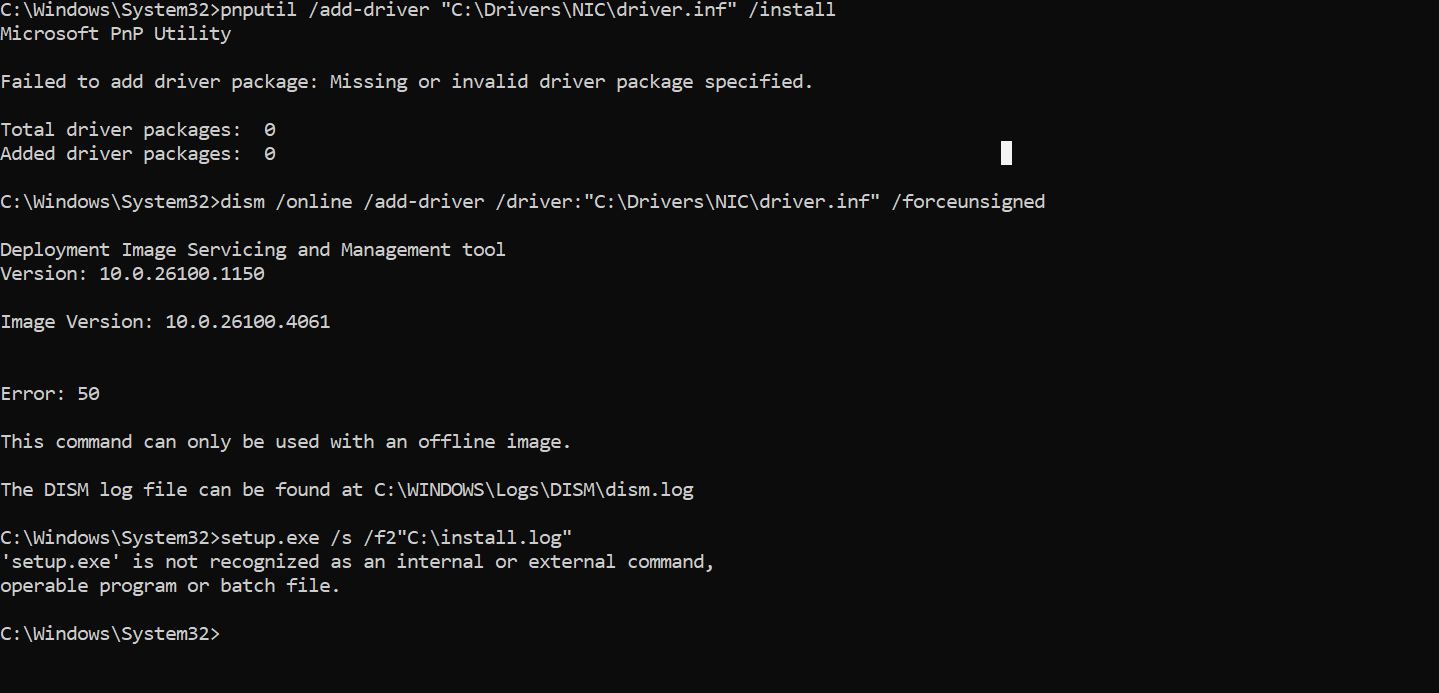 C:\Windows\System32>pnputil /add-driver "C:\Drivers\NIC\driver.inf" /install
Microsoft PnP Utility
Failed to add driver package: Missing or invalid driver package specified.
Total driver packages:  0
Added driver packages:  0
C:\Windows\System32>dism /online /add-driver /driver:"C:\Drivers\NIC\driver.inf" /forceunsigned
Deployment Image Servicing and Management tool
Version: 10.0.26100.1150
Image Version: 10.0.26100.4061
Error: 50
This command can only be used with an offline image.
The DISM log file can be found at C:\WINDOWS\Logs\DISM\dism.log
C:\Windows\System32>setup.exe /s /f2"C:\install.log"
'setup.exe' is not recognized as an internal or external command,
operable program or batch file.
C:\Windows\System32>